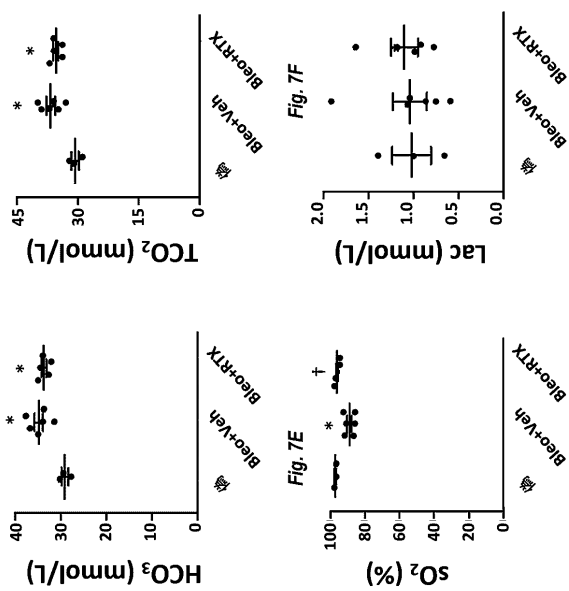 HCO₃ (mmol/L)
40
30
20
10
0
*
*
Bleo+Veh
Bleo+RTX
Fig. 7E
TCO₂ (mmol/L)
45
30
15
0
*
*
Bleo+Veh
Bleo+RTX
Fig. 7F
sO₂ (%)
100
80
60
40
20
0
*
†
Bleo+Veh
Bleo+RTX
Lac (mmol/L)
2.0
1.5
1.0
0.5
0.0
Bleo+Veh
Bleo+RTX